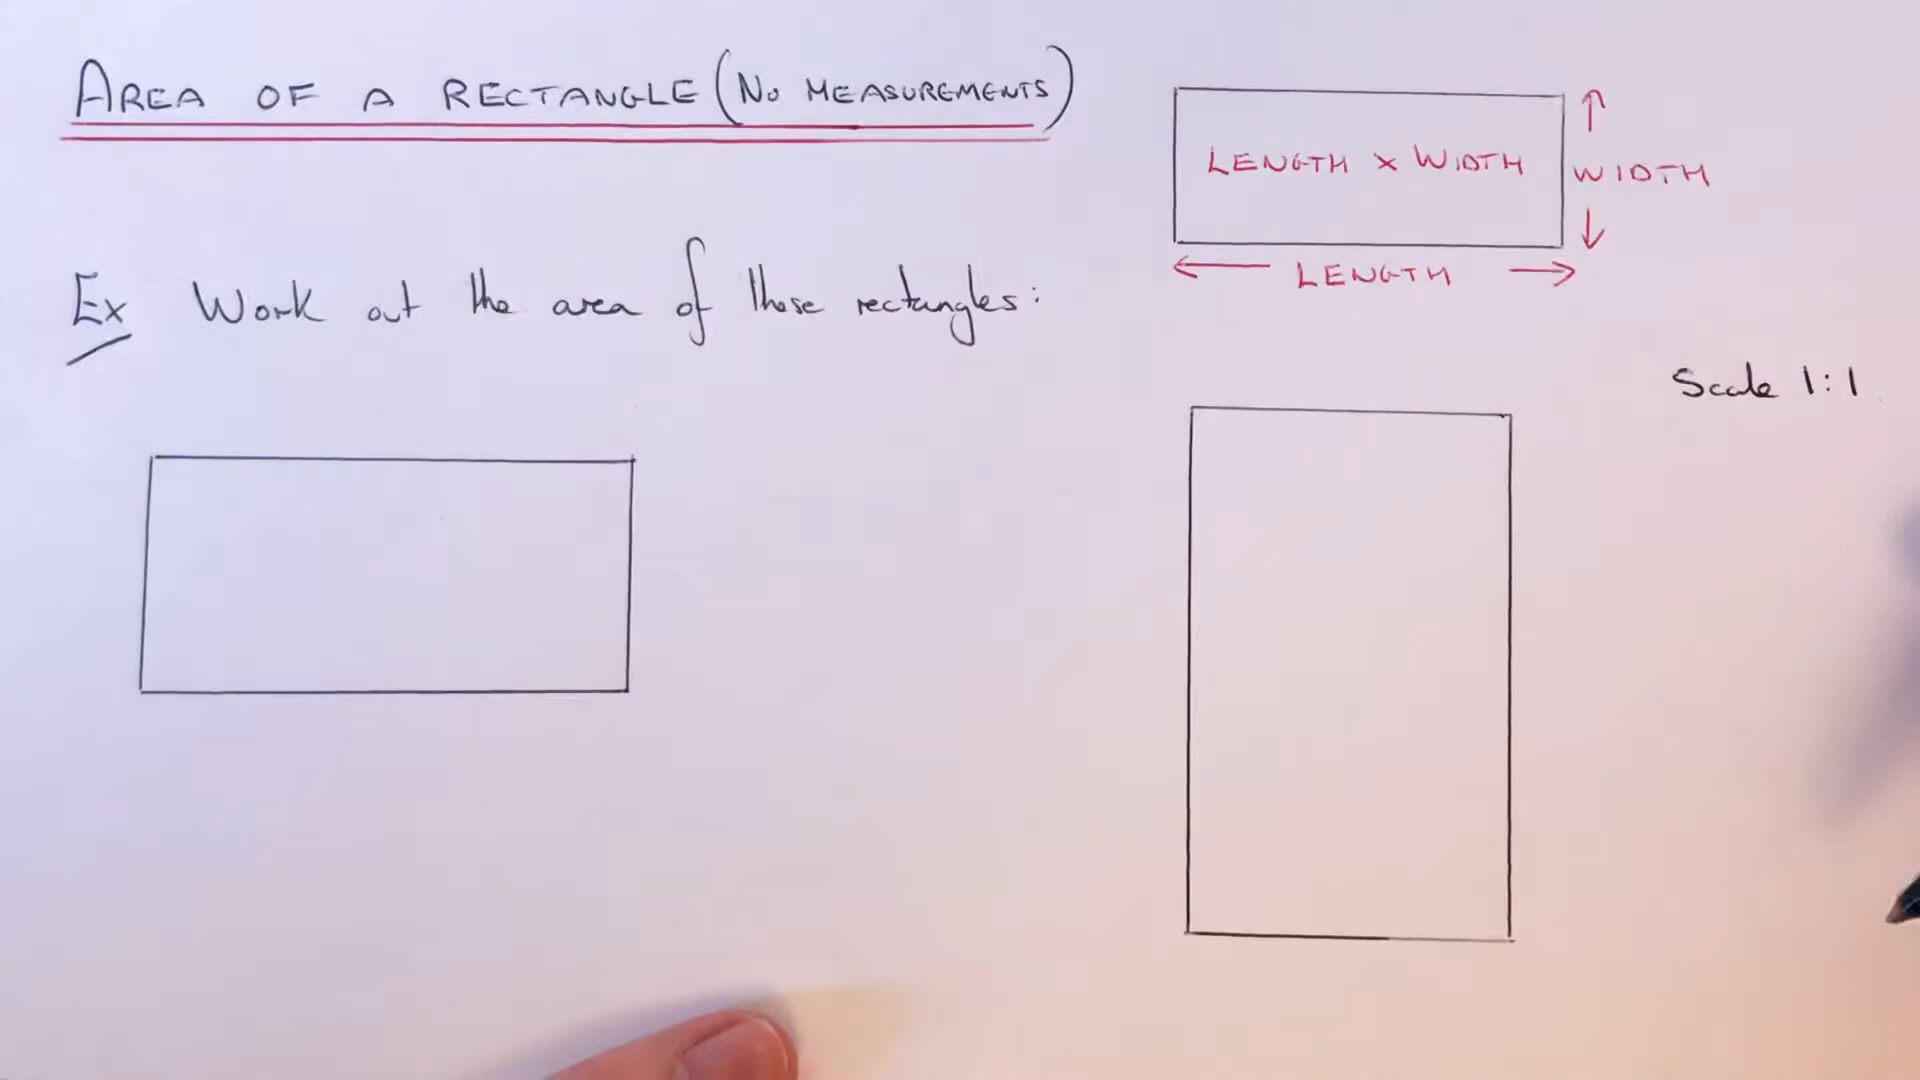 AREA OF A RECTANGLE (NO MEASUREMENTS)
LENGTH x WIDTH
WIDTH
LENGTH
Ex Work out the area of these rectangles:
Scale 1:1